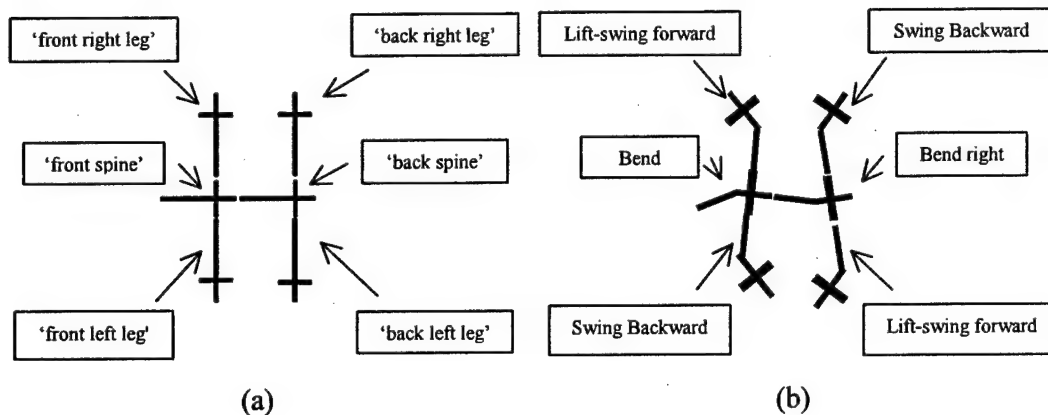 'front right leg'
'back right leg'
Lift-swing forward
Swing Backward
'front spine'
'back spine'
Bend
Bend right
'front left leg'
'back left leg'
Swing Backward
Lift-swing forward
(a)
(b)